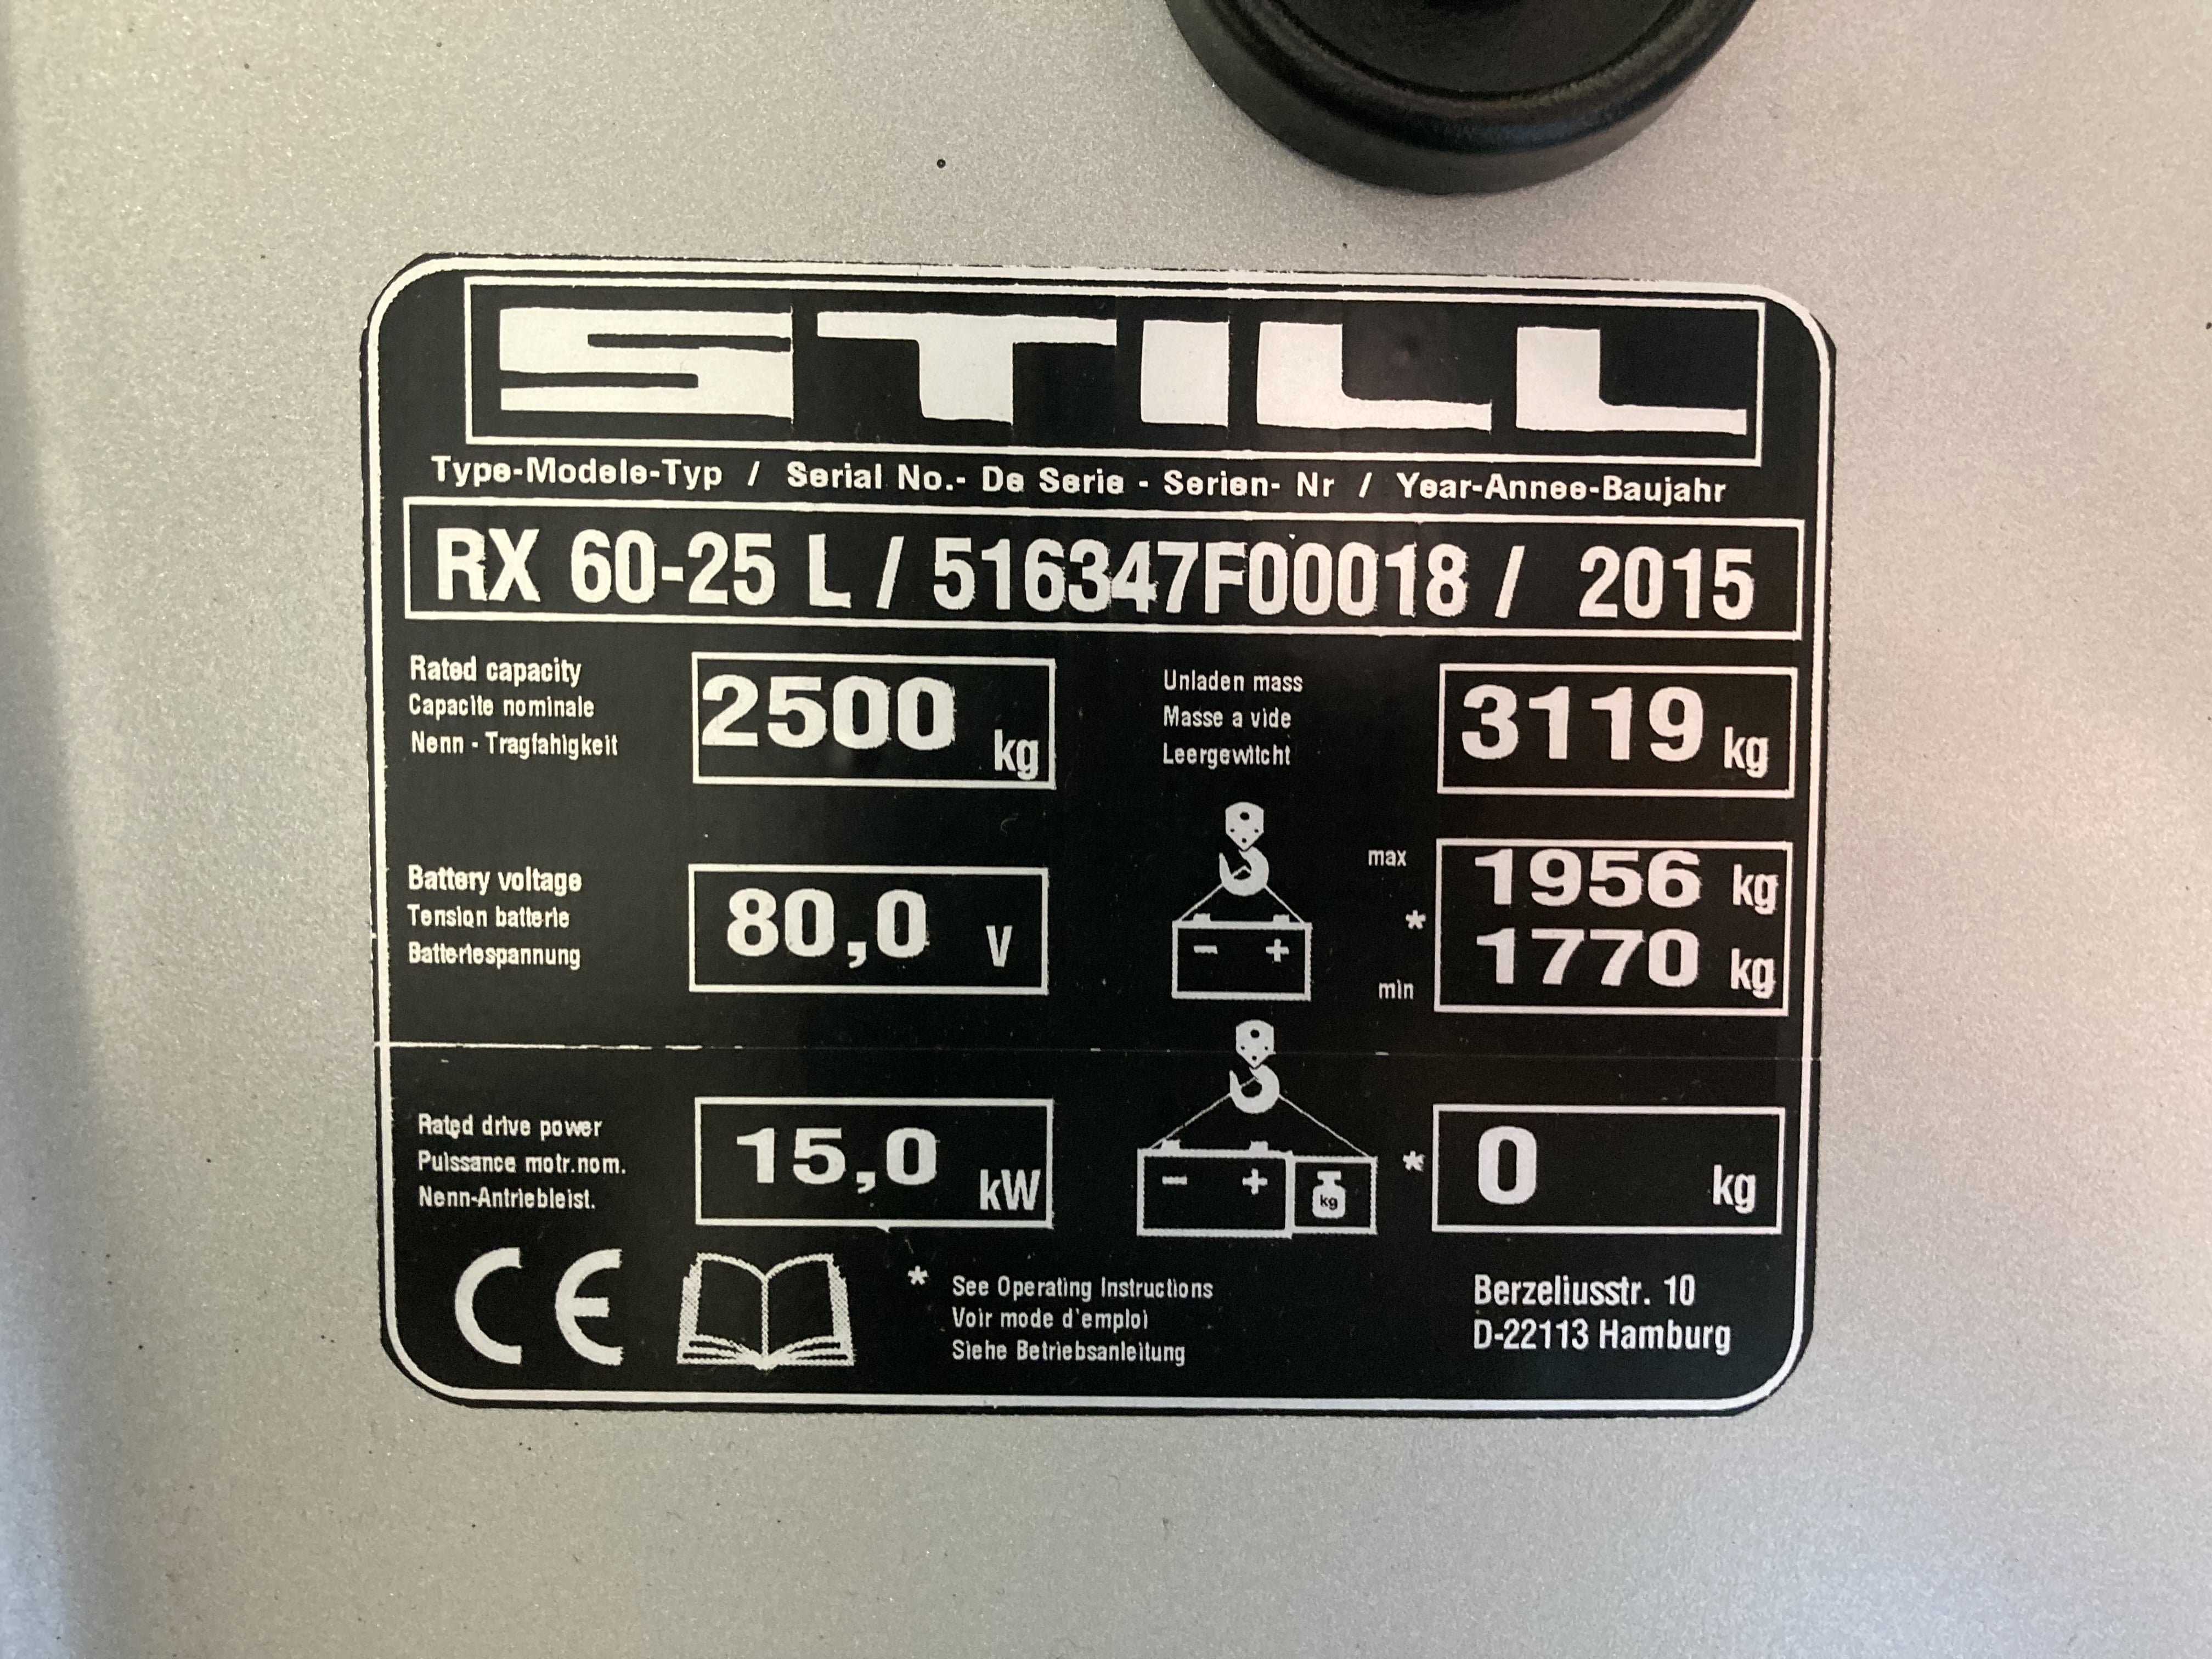 STILL
Type-Modele-Typ / Serial No.- De Serie - Serien- Nr / Year-Annee-Baujahr
RX 60-25 L / 516347F00018 / 2015
Rated capacity
Capacite nominale
Nenn - Tragfahigkeit
2500 kg
Unladen mass
Masse a vide
Leergewitcht
3119 kg
Battery voltage
Tension batterie
Batteriespannung
80,0 V
- +
max
*
min
1956 kg
1770 kg
Rated drive power
Puissance motr.nom.
Nenn-Antriebleist.
15,0 kW
- + kg
* 0 kg
CE
* See Operating Instructions
Voir mode d'emploi
Siehe Betriebsanleitung
Berzeliusstr. 10
D-22113 Hamburg